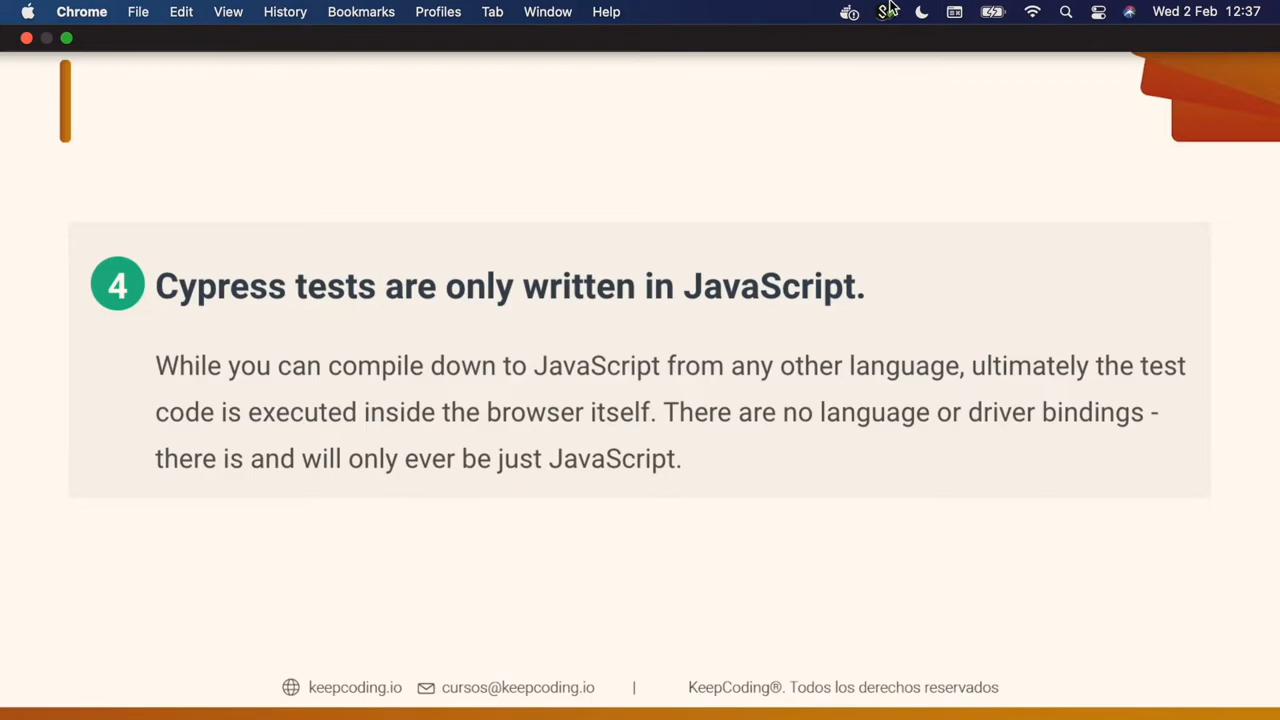 Chrome File Edit View History Bookmarks Profiles Tab Window Help Wed 2 Feb 12:37
4 Cypress tests are only written in JavaScript.
While you can compile down to JavaScript from any other language, ultimately the test
code is executed inside the browser itself. There are no language or driver bindings -
there is and will only ever be just JavaScript.
keepcoding.io cursos@keepcoding.io | KeepCoding®. Todos los derechos reservados